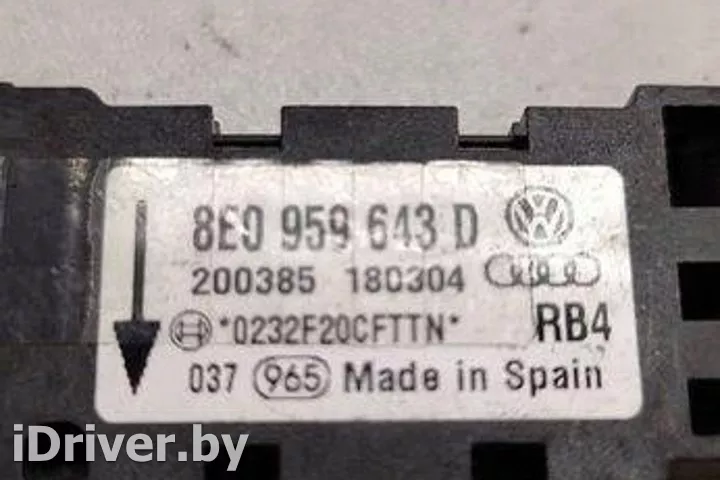 8E0 959 643 D
200385 180304
*0232F20CFTTN* RB4
037 965 Made in Spain
iDriver.by